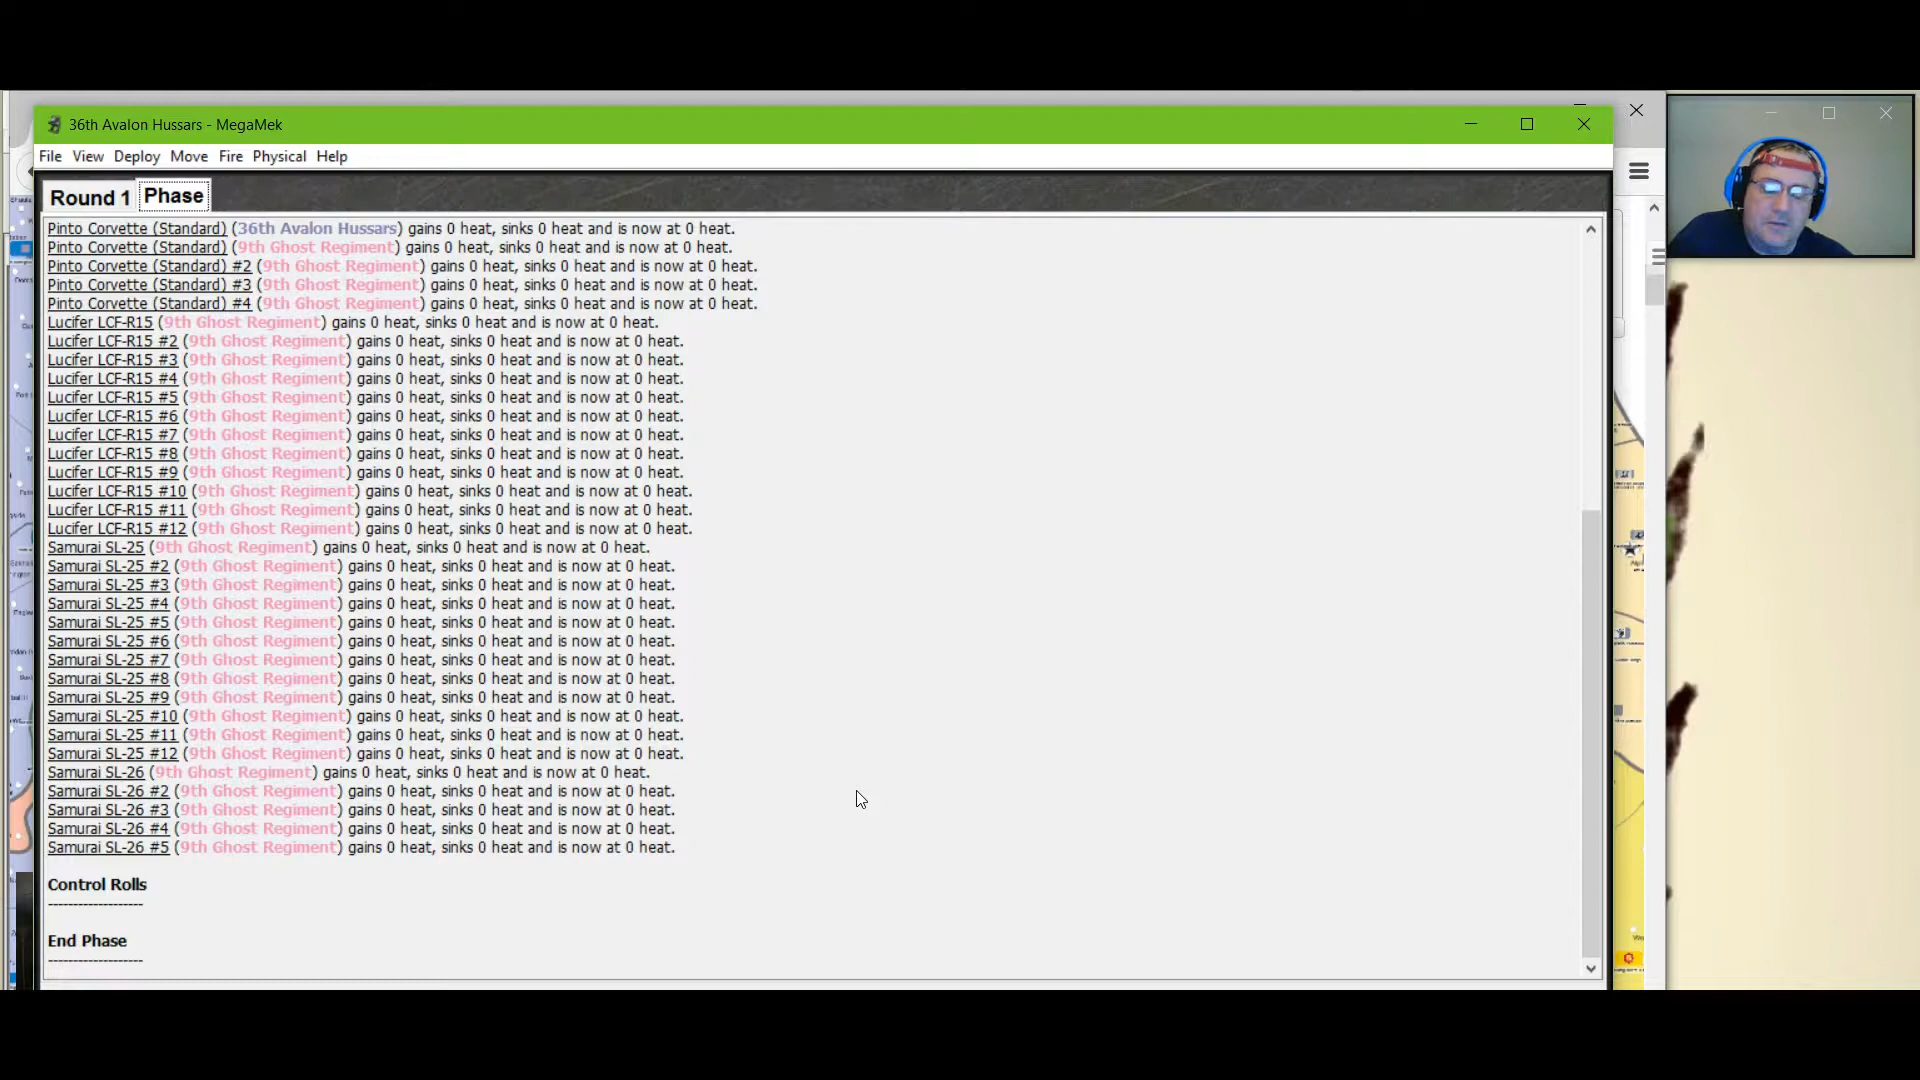 36th Avalon Hussars - MegaMek
File View Deploy Move Fire Physical Help
Round 1 Phase
Pinto Corvette (Standard) (36th Avalon Hussars) gains 0 heat, sinks 0 heat and is now at 0 heat.
Pinto Corvette (Standard) (9th Ghost Regiment) gains 0 heat, sinks 0 heat and is now at 0 heat.
Pinto Corvette (Standard) #2 (9th Ghost Regiment) gains 0 heat, sinks 0 heat and is now at 0 heat.
Pinto Corvette (Standard) #3 (9th Ghost Regiment) gains 0 heat, sinks 0 heat and is now at 0 heat.
Pinto Corvette (Standard) #4 (9th Ghost Regiment) gains 0 heat, sinks 0 heat and is now at 0 heat.
Lucifer LCF-R15 (9th Ghost Regiment) gains 0 heat, sinks 0 heat and is now at 0 heat.
Lucifer LCF-R15 #2 (9th Ghost Regiment) gains 0 heat, sinks 0 heat and is now at 0 heat.
Lucifer LCF-R15 #3 (9th Ghost Regiment) gains 0 heat, sinks 0 heat and is now at 0 heat.
Lucifer LCF-R15 #4 (9th Ghost Regiment) gains 0 heat, sinks 0 heat and is now at 0 heat.
Lucifer LCF-R15 #5 (9th Ghost Regiment) gains 0 heat, sinks 0 heat and is now at 0 heat.
Lucifer LCF-R15 #6 (9th Ghost Regiment) gains 0 heat, sinks 0 heat and is now at 0 heat.
Lucifer LCF-R15 #7 (9th Ghost Regiment) gains 0 heat, sinks 0 heat and is now at 0 heat.
Lucifer LCF-R15 #8 (9th Ghost Regiment) gains 0 heat, sinks 0 heat and is now at 0 heat.
Lucifer LCF-R15 #9 (9th Ghost Regiment) gains 0 heat, sinks 0 heat and is now at 0 heat.
Lucifer LCF-R15 #10 (9th Ghost Regiment) gains 0 heat, sinks 0 heat and is now at 0 heat.
Lucifer LCF-R15 #11 (9th Ghost Regiment) gains 0 heat, sinks 0 heat and is now at 0 heat.
Lucifer LCF-R15 #12 (9th Ghost Regiment) gains 0 heat, sinks 0 heat and is now at 0 heat.
Samurai SL-25 (9th Ghost Regiment) gains 0 heat, sinks 0 heat and is now at 0 heat.
Samurai SL-25 #2 (9th Ghost Regiment) gains 0 heat, sinks 0 heat and is now at 0 heat.
Samurai SL-25 #3 (9th Ghost Regiment) gains 0 heat, sinks 0 heat and is now at 0 heat.
Samurai SL-25 #4 (9th Ghost Regiment) gains 0 heat, sinks 0 heat and is now at 0 heat.
Samurai SL-25 #5 (9th Ghost Regiment) gains 0 heat, sinks 0 heat and is now at 0 heat.
Samurai SL-25 #6 (9th Ghost Regiment) gains 0 heat, sinks 0 heat and is now at 0 heat.
Samurai SL-25 #7 (9th Ghost Regiment) gains 0 heat, sinks 0 heat and is now at 0 heat.
Samurai SL-25 #8 (9th Ghost Regiment) gains 0 heat, sinks 0 heat and is now at 0 heat.
Samurai SL-25 #9 (9th Ghost Regiment) gains 0 heat, sinks 0 heat and is now at 0 heat.
Samurai SL-25 #10 (9th Ghost Regiment) gains 0 heat, sinks 0 heat and is now at 0 heat.
Samurai SL-25 #11 (9th Ghost Regiment) gains 0 heat, sinks 0 heat and is now at 0 heat.
Samurai SL-25 #12 (9th Ghost Regiment) gains 0 heat, sinks 0 heat and is now at 0 heat.
Samurai SL-26 (9th Ghost Regiment) gains 0 heat, sinks 0 heat and is now at 0 heat.
Samurai SL-26 #2 (9th Ghost Regiment) gains 0 heat, sinks 0 heat and is now at 0 heat.
Samurai SL-26 #3 (9th Ghost Regiment) gains 0 heat, sinks 0 heat and is now at 0 heat.
Samurai SL-26 #4 (9th Ghost Regiment) gains 0 heat, sinks 0 heat and is now at 0 heat.
Samurai SL-26 #5 (9th Ghost Regiment) gains 0 heat, sinks 0 heat and is now at 0 heat.
Control Rolls
-------------------
End Phase
-------------------